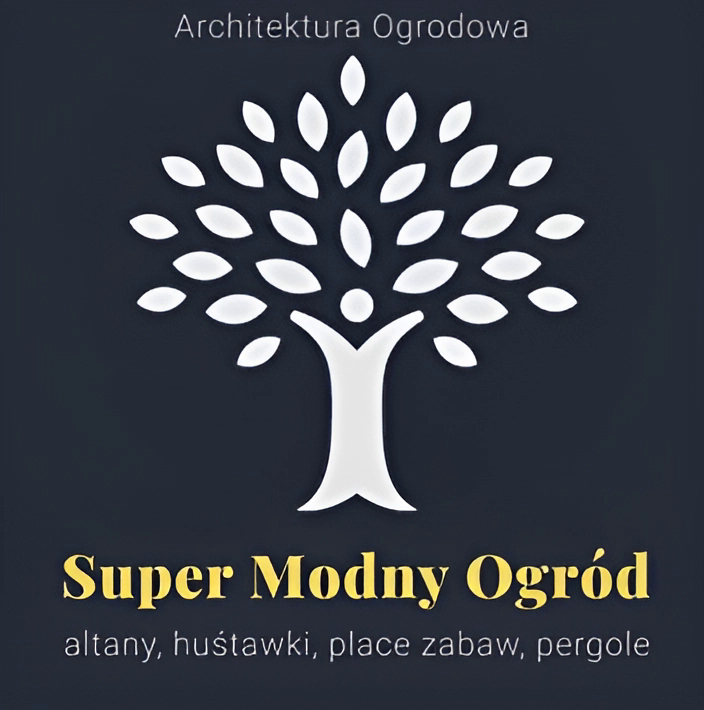 Architektura Ogrodowa
Super Modny Ogród
altany, huśtawki, place zabaw, pergole